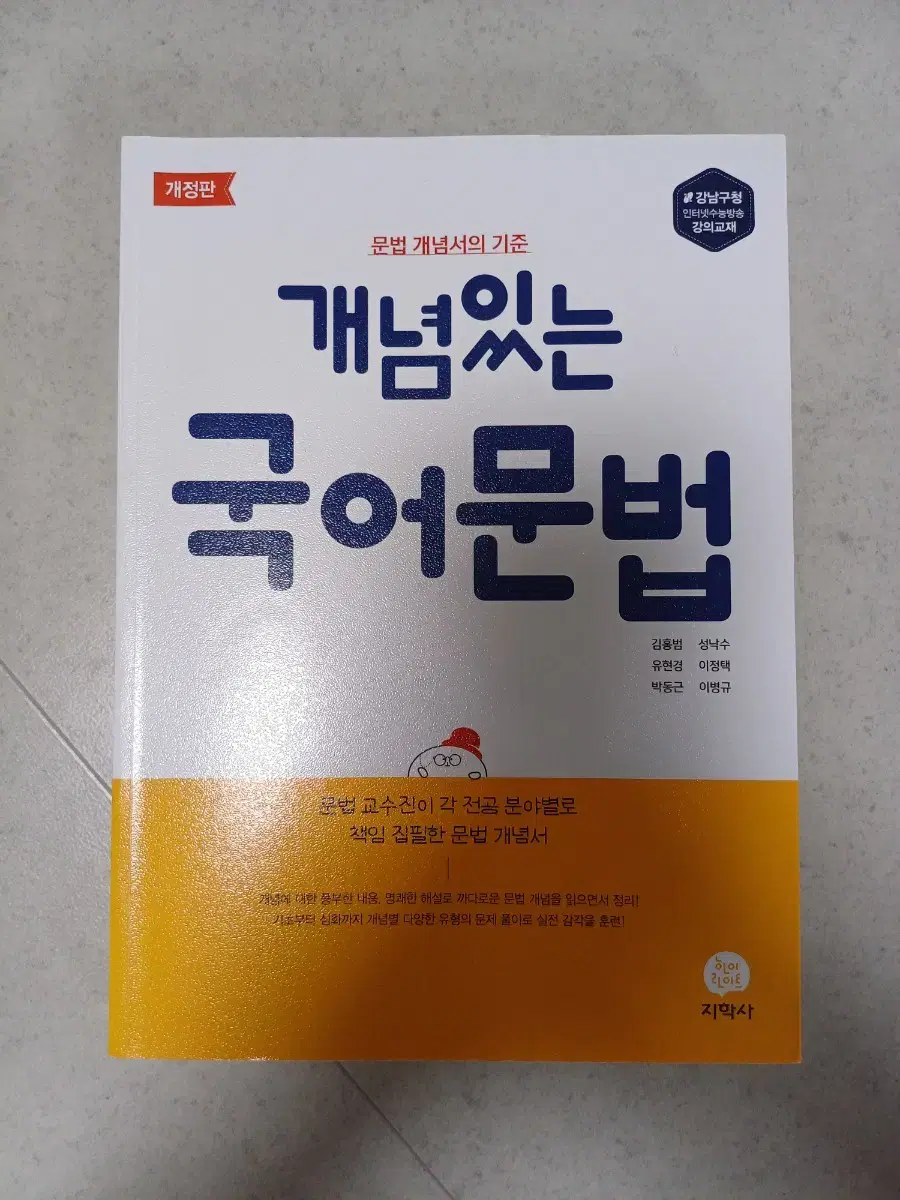 개정판
강남구청
인터넷수능방송
강의교재
문법 개념서의 기준
개념있는
국어문법
김홍범 성낙수
유현경 이정택
박동근 이병규
문법 교수진이 각 전공 분야별로
책임 집필한 문법 개념서
개념에 대한 풍부한 내용, 명쾌한 해설로 까다로운 문법 개념을 읽으면서 정리!
기초부터 심화까지 개념별 다양한 유형의 문제 풀이로 실전 감각을 훈련!
하이
라이트
지학사